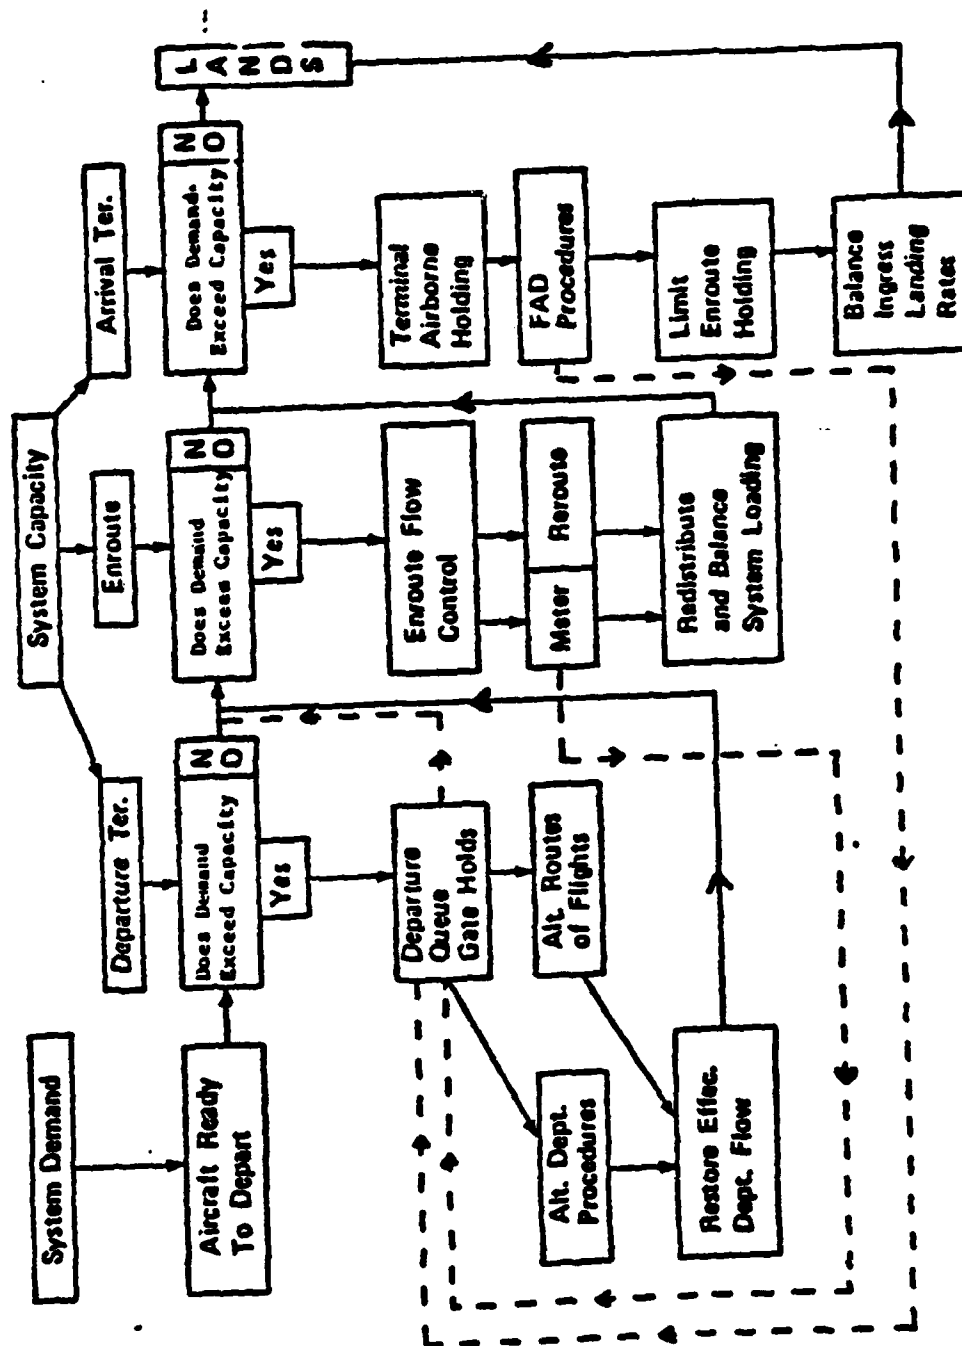 System Demand
System Capacity
Departure Ter.
Enroute
Arrival Ter.
Aircraft Ready
To Depart
Does Demand
Exceed Capacity
NO
Yes
Does Demand
Exceed Capacity
NO
Yes
Does Demand.
Exceed Capacity
NO
Yes
LANDS
Departure
Queue
Gate Holds
Enroute Flow
Control
Terminal
Airborne
Holding
Alt. Dept.
Procedures
Alt. Routes
of Flights
Meter
Reroute
FAD
Procedures
Restore Effec.
Dept. Flow
Redistribute
and Balance
System Loading
Limit
Enroute
Holding
Balance
Ingress
Landing
Rates